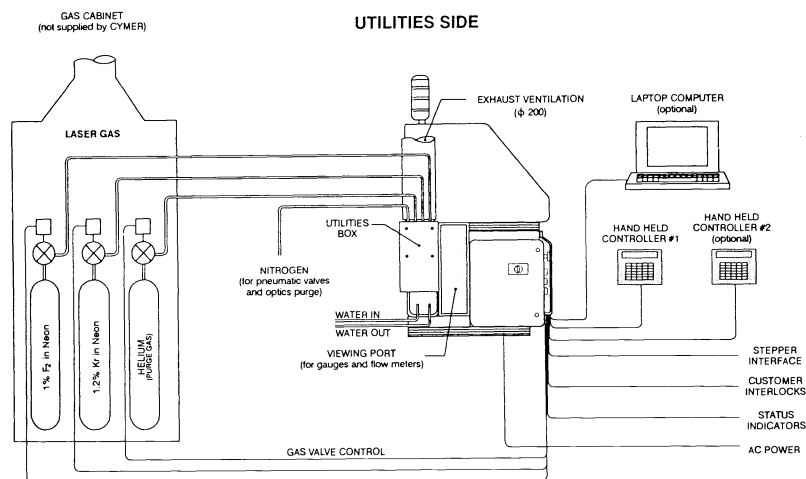 GAS CABINET
(not supplied by CYMER)
UTILITIES SIDE
LASER GAS
EXHAUST VENTILATION
(ϕ 200)
LAPTOP COMPUTER
(optional)
UTILITIES
BOX
HAND HELD
CONTROLLER #1
HAND HELD
CONTROLLER #2
(optional)
NITROGEN
(for pneumatic valves
and optics purge)
WATER IN
WATER OUT
VIEWING PORT
(for gauges and flow meters)
1% F2 in Neon
1.2% Kr in Neon
HELIUM
(PURGE GAS)
STEPPER
INTERFACE
CUSTOMER
INTERLOCKS
STATUS
INDICATORS
AC POWER
GAS VALVE CONTROL